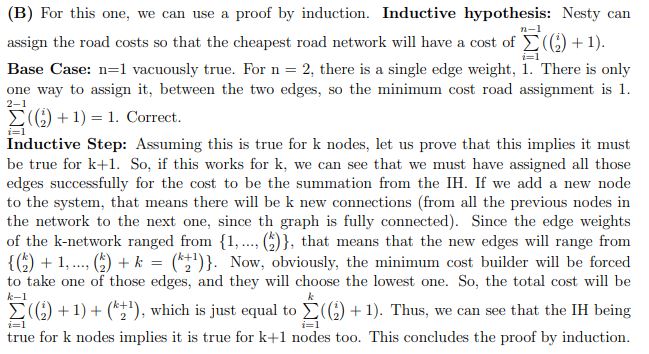 (B) For this one, we can use a proof by induction. Inductive hypothesis: Nesty can
assign the road costs so that the cheapest road network will have a cost of \sum_{i=1}^{n-1}(\binom{i}{2} + 1).
Base Case: n=1 vacuously true. For n = 2, there is a single edge weight, 1. There is only
one way to assign it, between the two edges, so the minimum cost road assignment is 1.
\sum_{i=1}^{2-1}(\binom{i}{2} + 1) = 1. Correct.
Inductive Step: Assuming this is true for k nodes, let us prove that this implies it must
be true for k+1. So, if this works for k, we can see that we must have assigned all those
edges successfully for the cost to be the summation from the IH. If we add a new node
to the system, that means there will be k new connections (from all the previous nodes in
the network to the next one, since th graph is fully connected). Since the edge weights
of the k-network ranged from {1, ..., \binom{k}{2}}, that means that the new edges will range from
{\binom{k}{2} + 1, ..., \binom{k}{2} + k = \binom{k+1}{2}}. Now, obviously, the minimum cost builder will be forced
to take one of those edges, and they will choose the lowest one. So, the total cost will be
\sum_{i=1}^{k-1}(\binom{i}{2} + 1) + \binom{k+1}{2}, which is just equal to \sum_{i=1}^{k}(\binom{i}{2} + 1). Thus, we can see that the IH being
true for k nodes implies it is true for k+1 nodes too. This concludes the proof by induction.